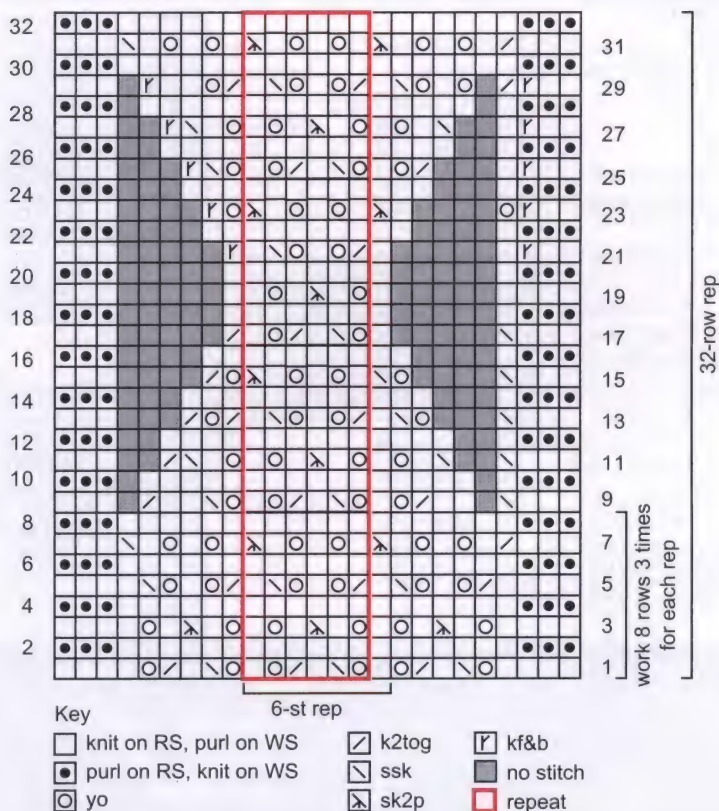 32
31
30
29
28
27
26
25
24
23
22
21
20
19
18
17
16
15
14
13
12
11
10
9
8
7
6
5
4
3
2
1
work 8 rows 3 times
for each rep
32-row rep
6-st rep
Key
knit on RS, purl on WS
purl on RS, knit on WS
yo
k2tog
ssk
sk2p
kf&b
no stitch
repeat